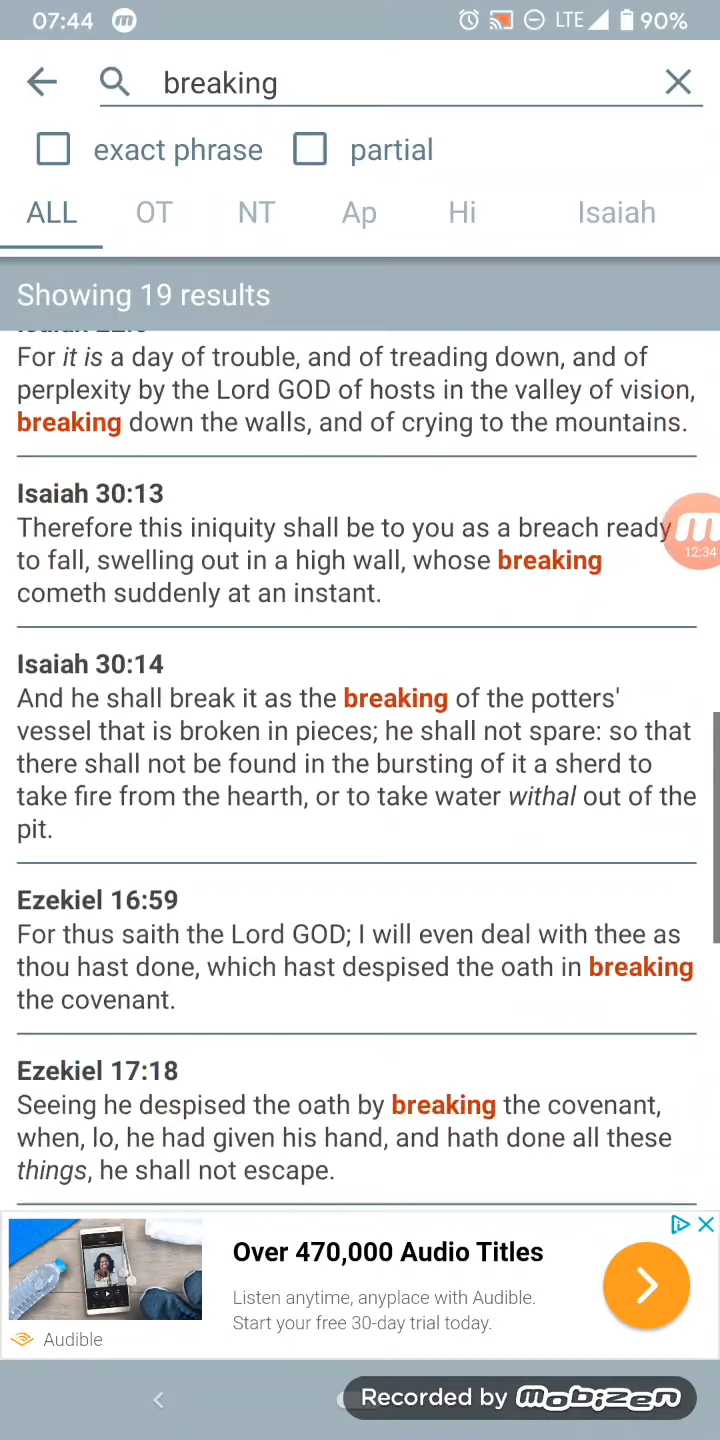 07:44 m LTE 90%
breaking
exact phrase partial
ALL OT NT Ap Hi Isaiah
Showing 19 results
For it is a day of trouble, and of treading down, and of
perplexity by the Lord GOD of hosts in the valley of vision,
breaking down the walls, and of crying to the mountains.
Isaiah 30:13
Therefore this iniquity shall be to you as a breach ready
to fall, swelling out in a high wall, whose breaking
cometh suddenly at an instant.
m
12:34
Isaiah 30:14
And he shall break it as the breaking of the potters'
vessel that is broken in pieces; he shall not spare: so that
there shall not be found in the bursting of it a sherd to
take fire from the hearth, or to take water withal out of the
pit.
Ezekiel 16:59
For thus saith the Lord GOD; I will even deal with thee as
thou hast done, which hast despised the oath in breaking
the covenant.
Ezekiel 17:18
Seeing he despised the oath by breaking the covenant,
when, lo, he had given his hand, and hath done all these
things, he shall not escape.
Over 470,000 Audio Titles
Listen anytime, anyplace with Audible.
Start your free 30-day trial today.
Audible
Recorded by mobizen